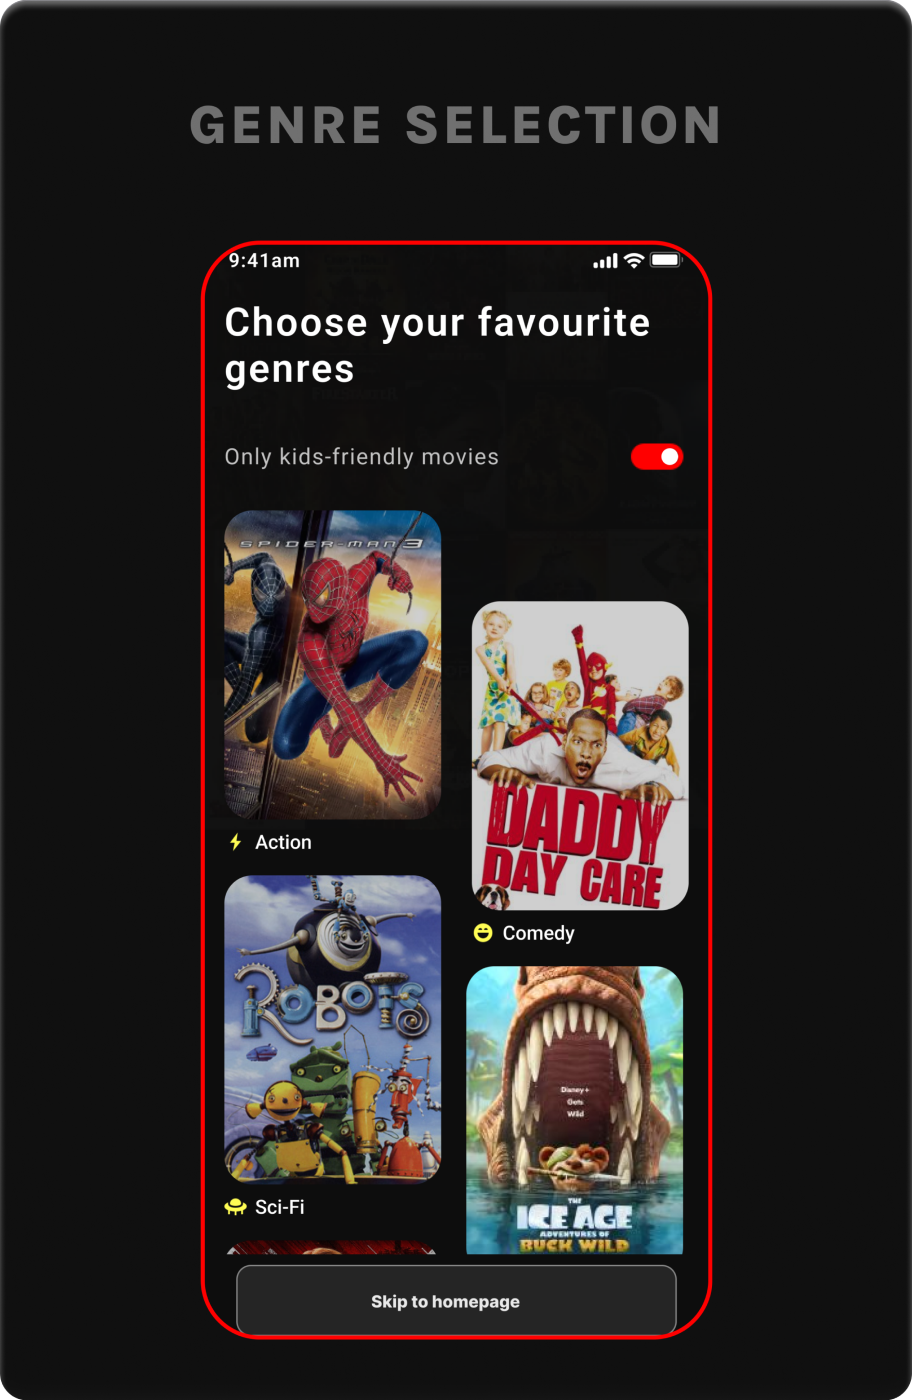 GENRE SELECTION
9:41am
Choose your favourite
genres
Only kids-friendly movies
SPIDER-MAN 3
DADDY
DAY CARE
Action
Comedy
ROBOTS
Disney+
Gets
Wild
THE
ICE AGE
ADVENTURES OF
BUCK WILD
Sci-Fi
Skip to homepage